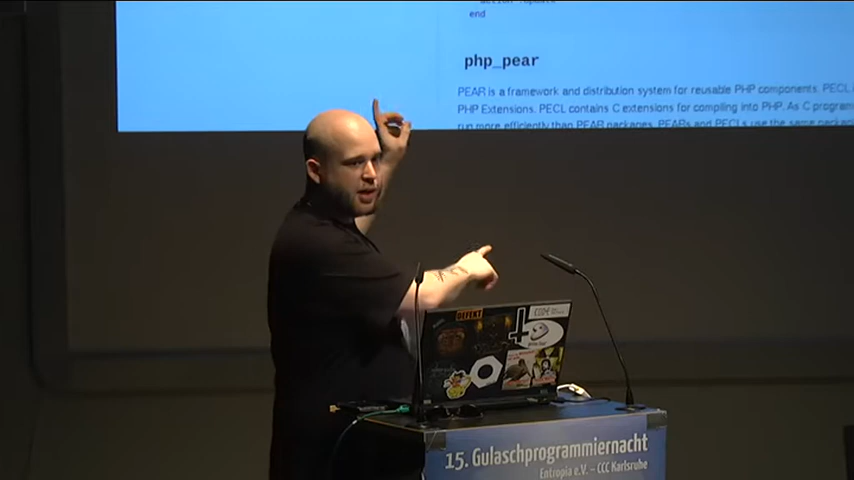 end
php_pear
PEAR is a framework and distribution system for reusable PHP components. PECL
PHP Extensions. PECL contains C extensions for compiling into PHP. As C program
run more efficiently than PEAR packages. PEARs and PECLs use the same packa
DEFEKT
CODE
15. Gulaschprogrammiernacht
Entropia e.V. – CCC Karlsruhe